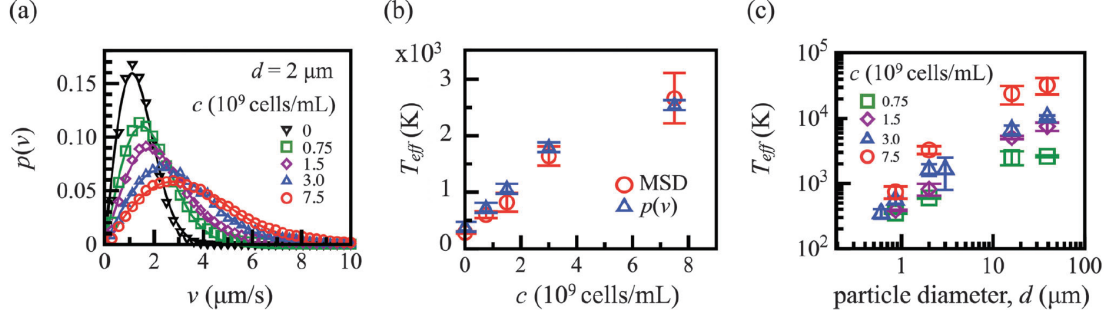 (a)
p(v)
0.15
0.10
0.05
0
0 2 4 6 8 10
v (μm/s)
d = 2 μm
c (10⁹ cells/mL)
0
0.75
1.5
3.0
7.5
(b)
x10³
T_eff (K)
3
2
1
0
0 2 4 6 8
c (10⁹ cells/mL)
MSD
p(v)
(c)
T_eff (K)
10⁵
10⁴
10³
10²
1 10 100
particle diameter, d (μm)
c (10⁹ cells/mL)
0.75
1.5
3.0
7.5